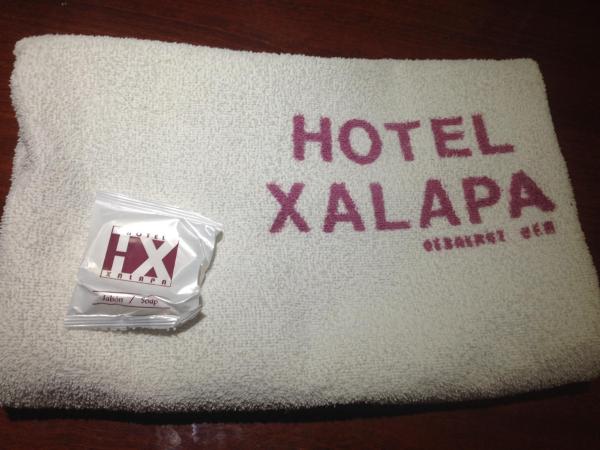 HOTEL
XALAPA
HOTEL
HX
XALAPA
Jabón / Soap